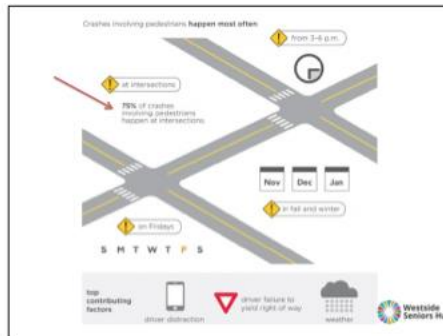 Crashes involving pedestrians happen most often
from 3-6 p.m.
at intersections
75% of crashes
involving pedestrians
happen at intersections
Nov Dec Jan
in fall and winter
on Fridays
S M T W T F S
top
contributing
factors
driver distraction
driver failure to
yield right of way
weather
Westside
Seniors H